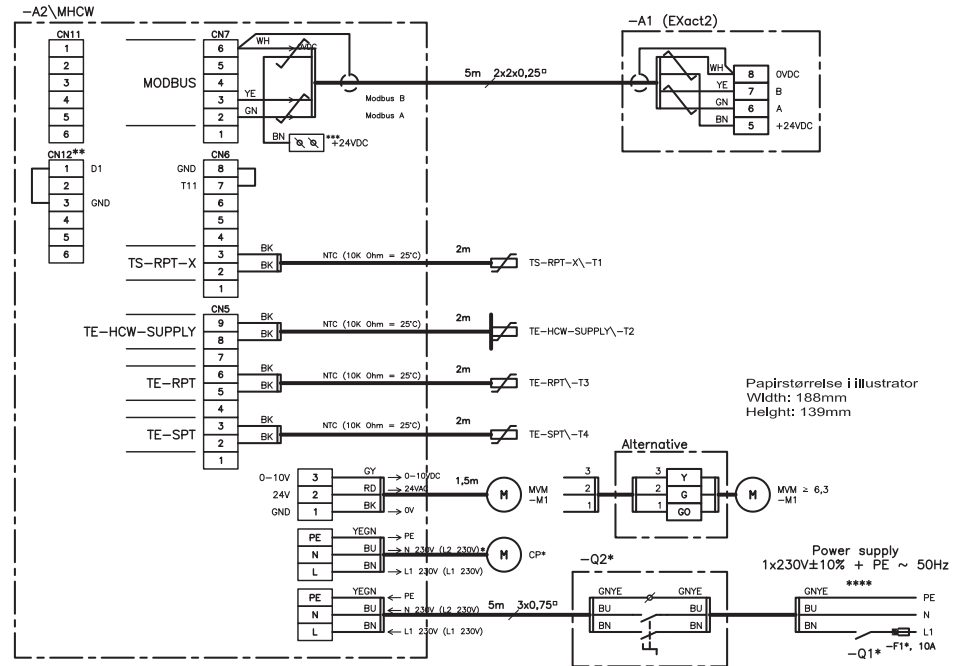 -A2\MHCW
CN11
1
2
3
4
5
6
CN12**
1 D1
2
3 GND
4
5
6
MODBUS
CN7
6 WH 0VDC
5
4
3 YE Modbus B
2 GN Modbus A
1
BN ***+24VDC
5m 2x2x0,25¤
-A1 (EXact2)
WH 8 0VDC
YE 7 B
GN 6 A
BN 5 +24VDC
CN6
GND 8
T11 7
6
5
4
TS-RPT-X 3 BK NTC (10K Ohm = 25°C) 2m TS-RPT-X\-T1
2 BK
1
CN5
TE-HCW-SUPPLY 9 BK NTC (10K Ohm = 25°C) 2m TE-HCW-SUPPLY\-T2
8 BK
7
TE-RPT 6 BK NTC (10K Ohm = 25°C) 2m TE-RPT\-T3
5 BK
4
TE-SPT 3 BK NTC (10K Ohm = 25°C) 2m TE-SPT\-T4
2 BK
1
Papirstørrelse i illustrator
Width: 188mm
Height: 139mm
0-10V 3 GY 0-10VDC
24V 2 RD 24VAC
GND 1 BK 0V
1,5m M MVM
-M1
3
2
1
Alternative
3 Y
2 G
1 GO
M MVM ≥ 6,3
-M1
PE YEGN PE
N BU N 230V (L2 230V)*
L BN L1 230V (L1 230V)
M CP*
PE YEGN PE
N BU N 230V (L2 230V)
L BN L1 230V (L1 230V)
5m 3x0,75¤
-Q2*
GNYE GNYE
BU BU
BN BN
Power supply
1x230V±10% + PE ~ 50Hz
****
GNYE PE
BU N
BN L1
-Q1* -F1*, 10A